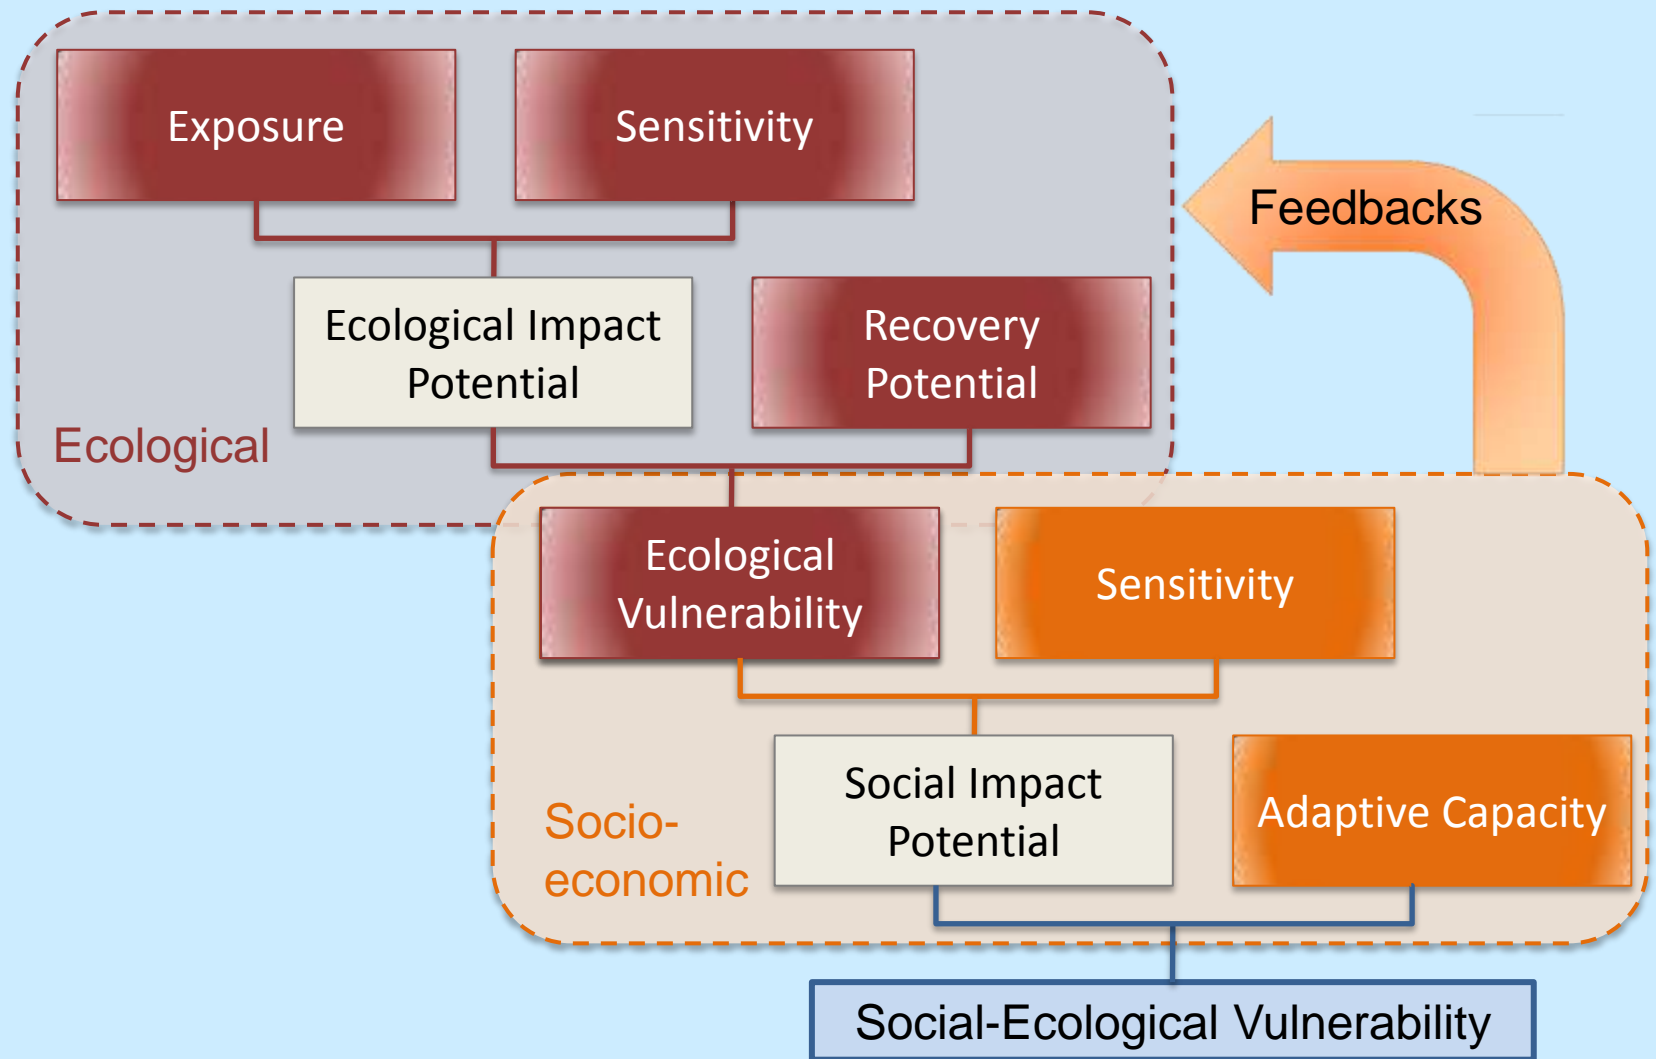 Exposure
Sensitivity
Feedbacks
Ecological Impact
Potential
Recovery
Potential
Ecological
Ecological
Vulnerability
Sensitivity
Social Impact
Potential
Adaptive Capacity
Socio-
economic
Social-Ecological Vulnerability